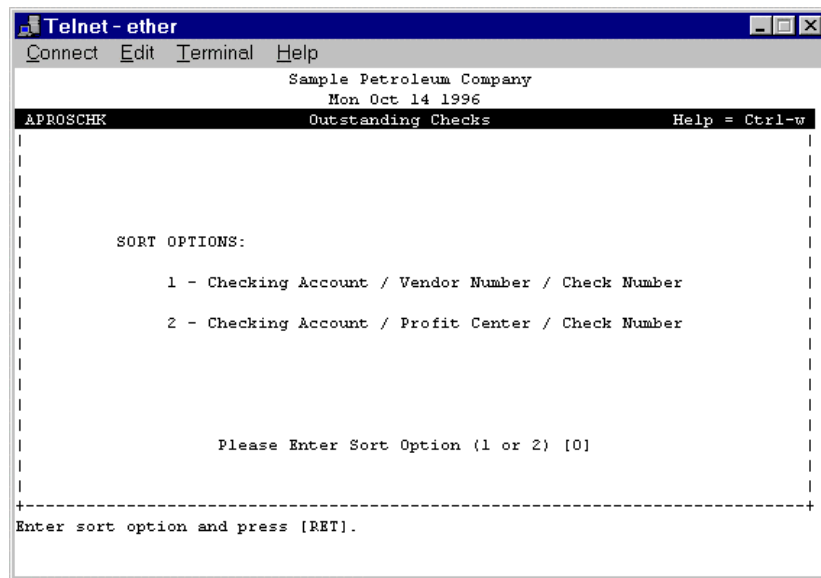 Telnet - ether
Connect Edit Terminal Help
Sample Petroleum Company
Mon Oct 14 1996
APROSCHK Outstanding Checks Help = Ctrl-w
SORT OPTIONS:
1 - Checking Account / Vendor Number / Check Number
2 - Checking Account / Profit Center / Check Number
Please Enter Sort Option (1 or 2) [0]
Enter sort option and press [RET].